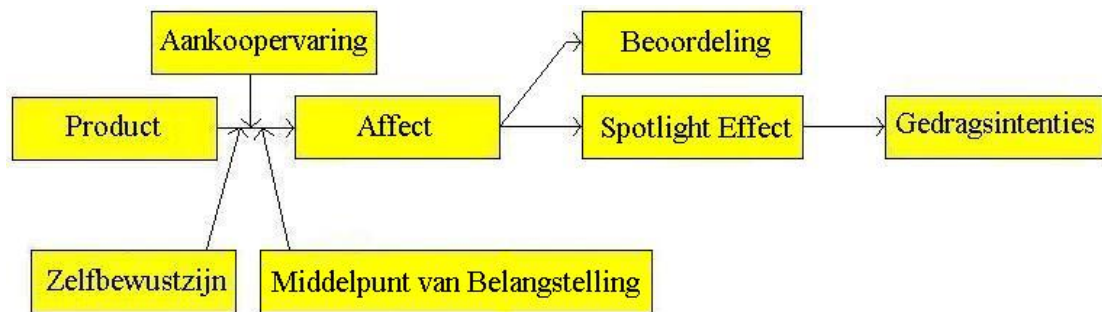 Aankoopervaring
Beoordeling
Product
Affect
Spotlight Effect
Gedragsintenties
Zelfbewustzijn
Middelpunt van Belangstelling